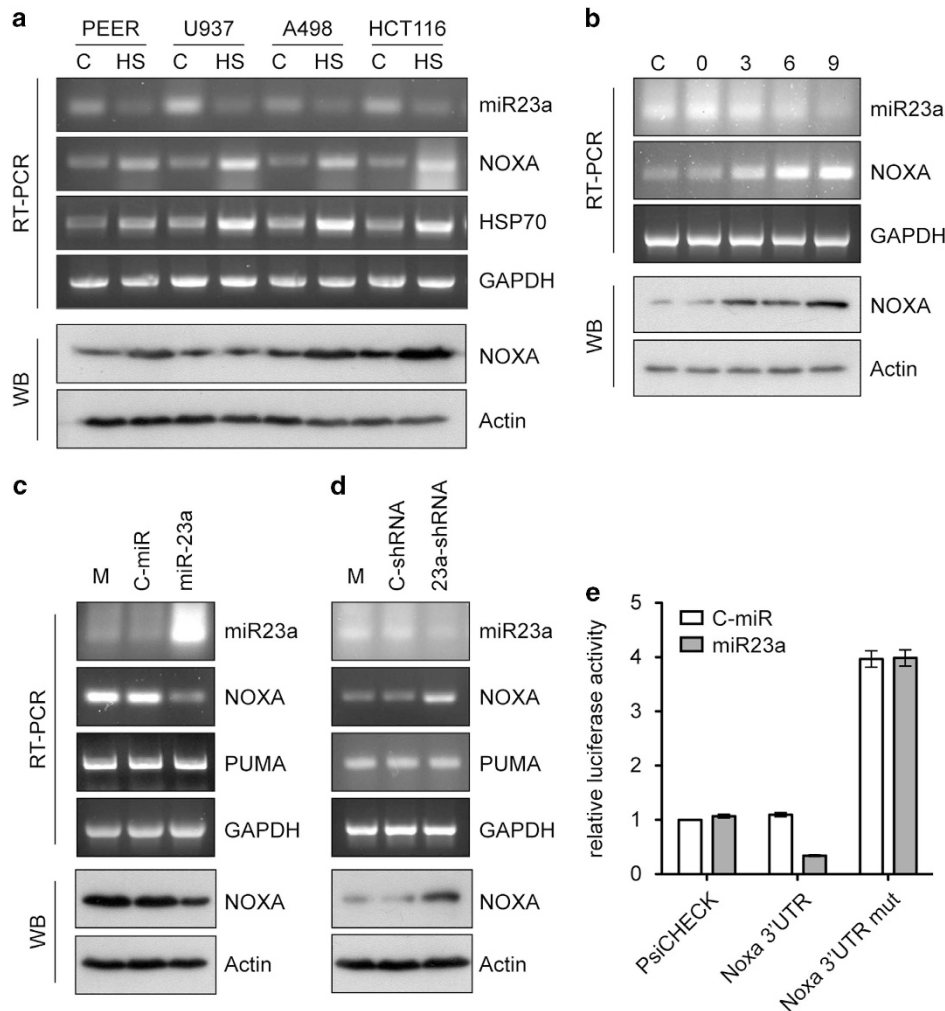 a
PEER U937 A498 HCT116
C HS C HS C HS C HS
RT-PCR
miR23a
NOXA
HSP70
GAPDH
WB
NOXA
Actin
b
C 0 3 6 9
RT-PCR
miR23a
NOXA
GAPDH
WB
NOXA
Actin
c
M C-miR miR-23a
RT-PCR
miR23a
NOXA
PUMA
GAPDH
WB
NOXA
Actin
d
M C-shRNA 23a-shRNA
miR23a
NOXA
PUMA
GAPDH
NOXA
Actin
e
relative luciferase activity
5
4
3
2
1
0
C-miR
miR23a
PsiCHECK
Noxa 3'UTR
Noxa 3'UTR mut